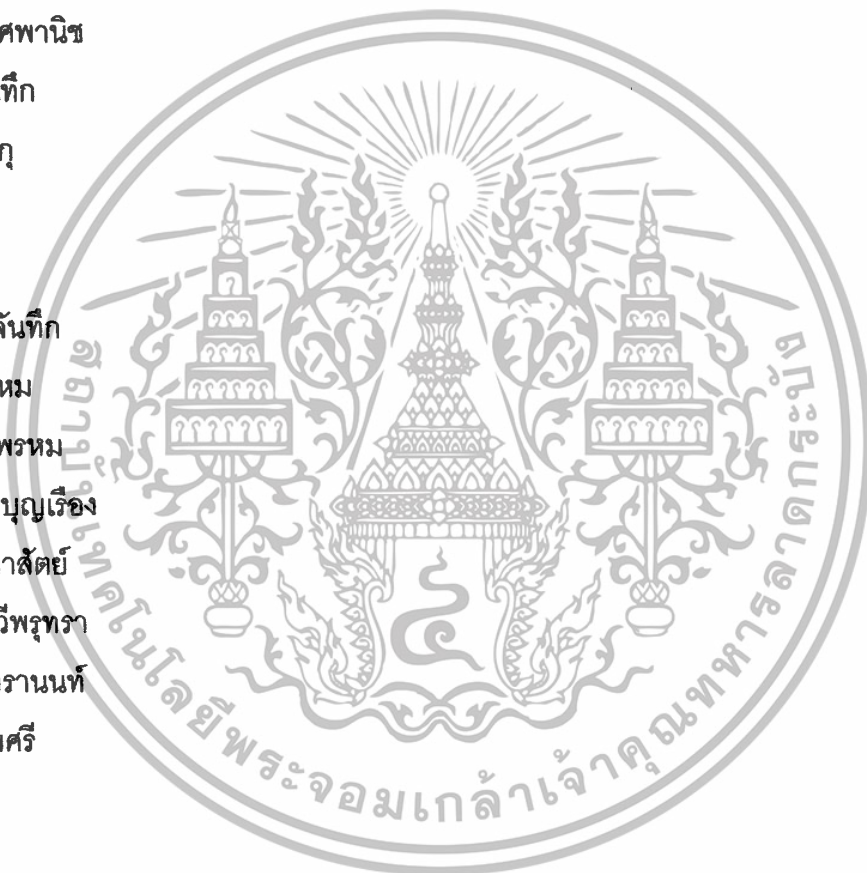 ศพานิช
ทึก
กุ
จันทึก
หม
พรหม
บุญเรือง
าสัตย์
วีพรุทรา
รานนท์
ศรี
สถาบันเทคโนโลยีพระจอมเกล้าเจ้าคุณทหารลาดกระบัง
๔